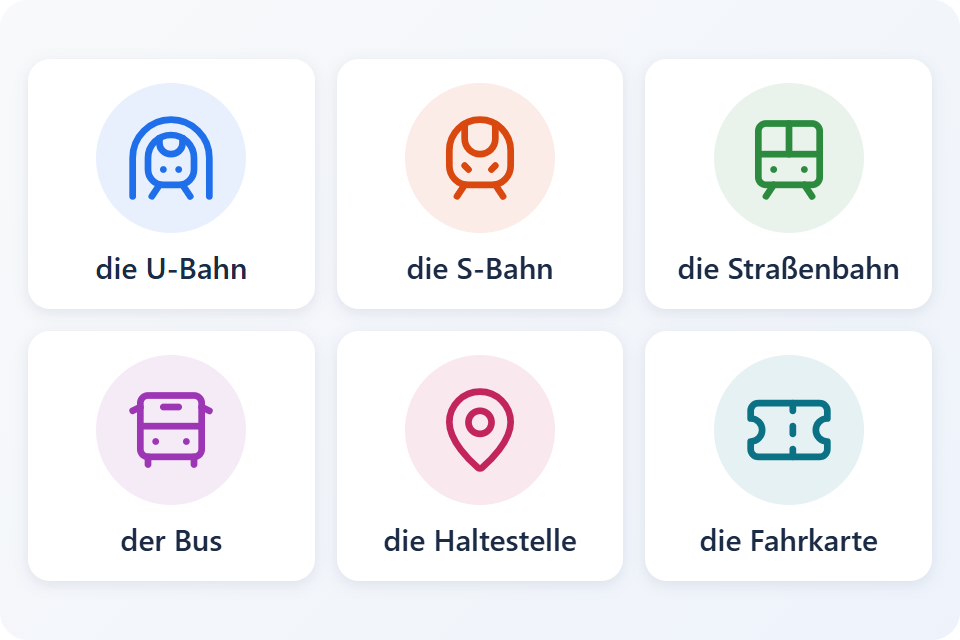 die U-Bahn
die S-Bahn
die Straßenbahn
der Bus
die Haltestelle
die Fahrkarte